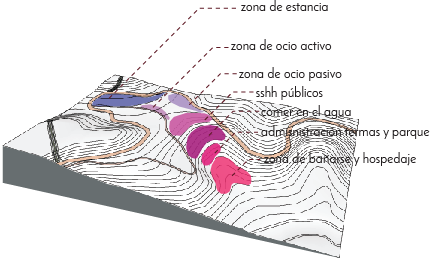 zona de estancia
zona de ocio activo
zona de ocio pasivo
sshh públicos
comer en el agua
administración termas y parque
zona de bañarse y hospedaje